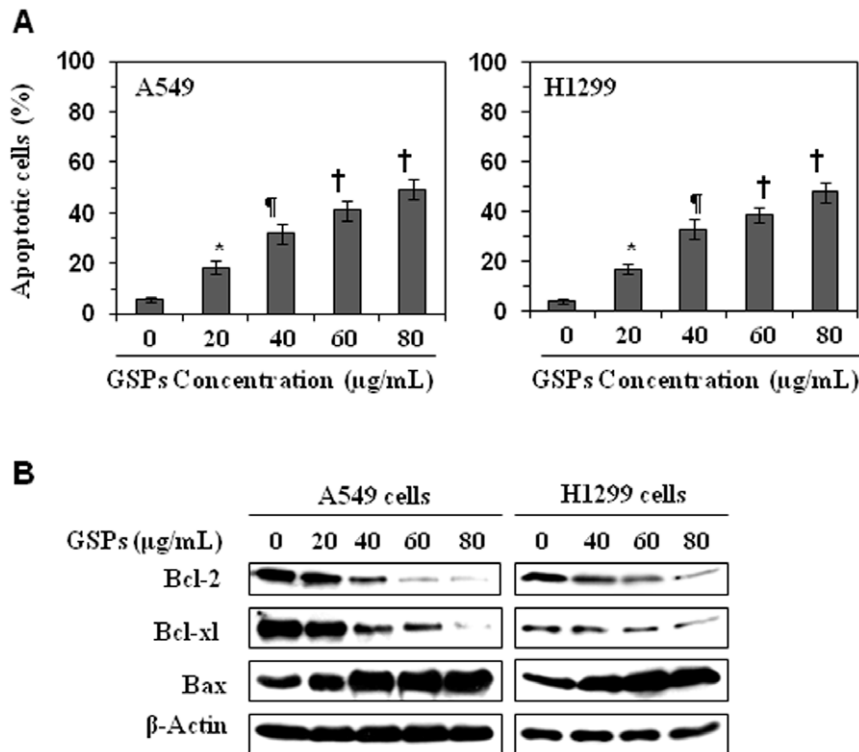 A
Apoptotic cells (%)
100
80
60
40
20
0
A549
*
¶
†
†
0 20 40 60 80
GSPs Concentration (µg/mL)
100
80
60
40
20
0
H1299
*
¶
†
†
0 20 40 60 80
GSPs Concentration (µg/mL)
B
A549 cells H1299 cells
GSPs (µg/mL) 0 20 40 60 80 0 40 60 80
Bcl-2
Bcl-xl
Bax
β-Actin